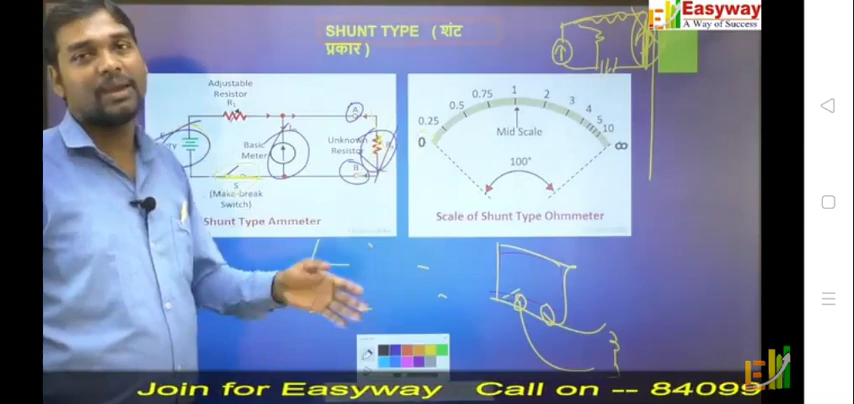 SHUNT TYPE (शंट
प्रकार)
Easyway
A Way of Success
Adjustable
Resistor
R₁
A
Basic
Meter
Unknown
Resistor
B
S
(Make-break
Switch)
Shunt Type Ammeter
0 0.25 0.5 0.75 1 2 3 4 5 10 ∞
Mid Scale
100°
Scale of Shunt Type Ohmmeter
Join for Easyway Call on -- 84099